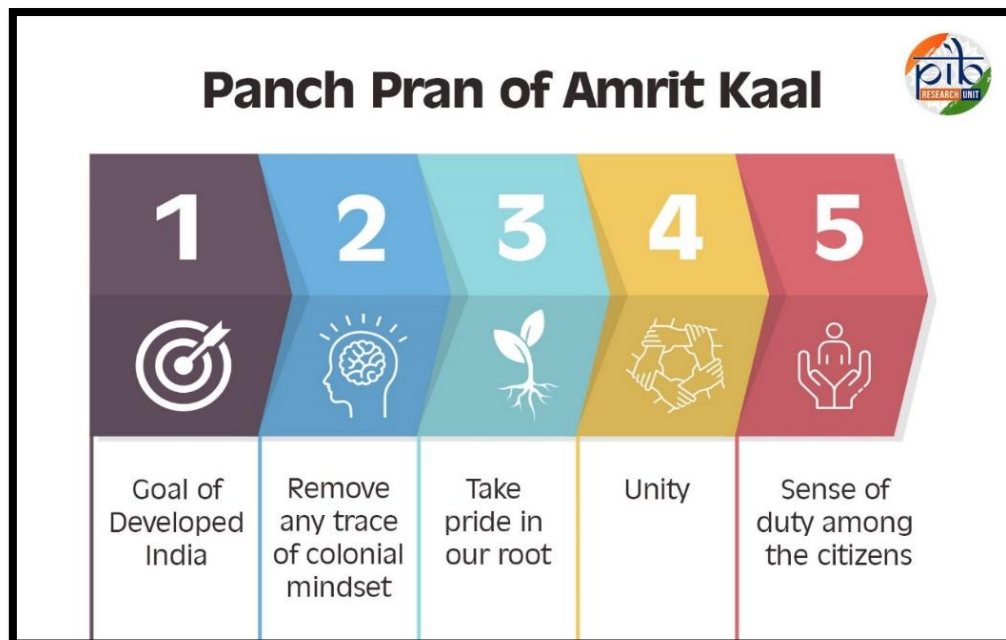 Panch Pran of Amrit Kaal
pib
RESEARCH UNIT
1
2
3
4
5
Goal of
Developed
India
Remove
any trace
of colonial
mindset
Take
pride in
our root
Unity
Sense of
duty among
the citizens